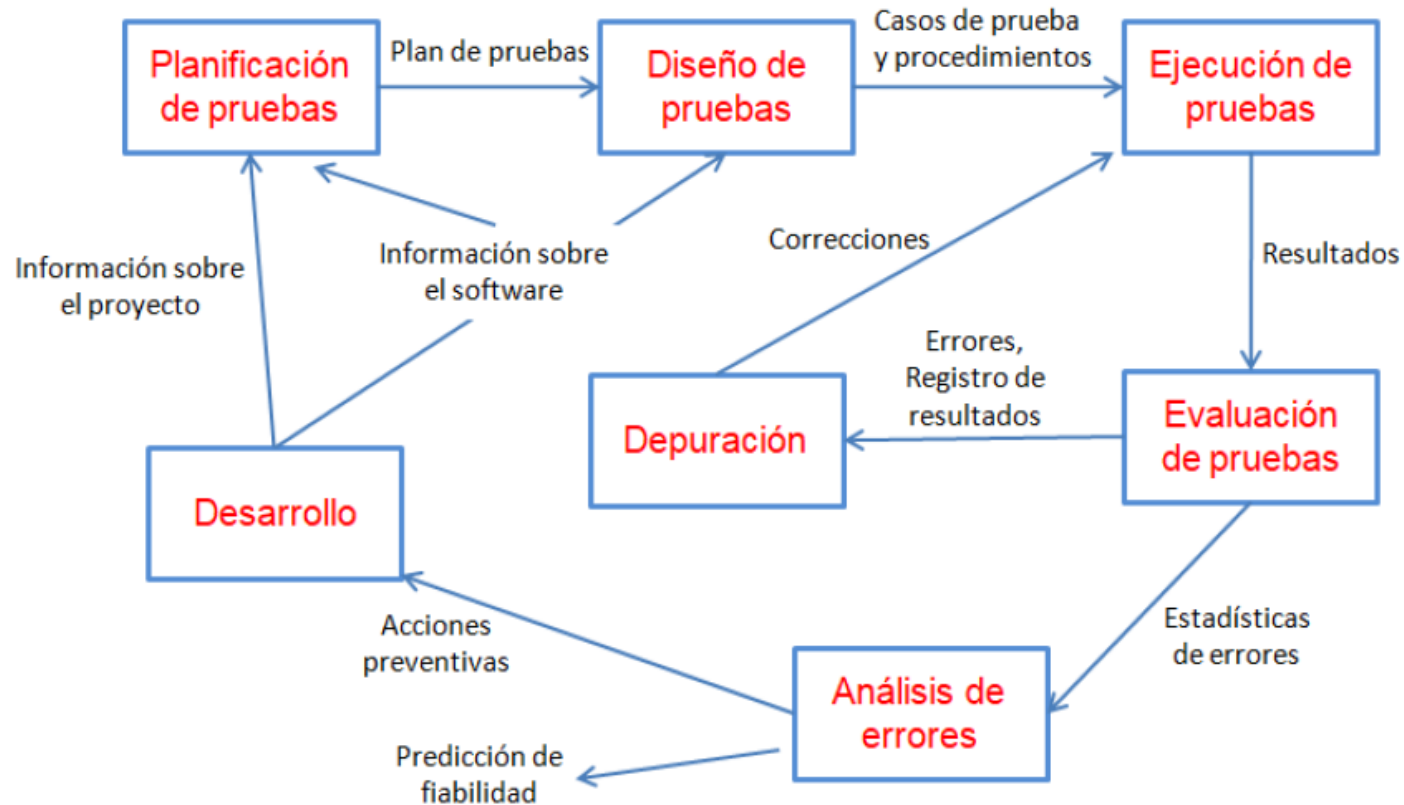 Planificación
de pruebas
Plan de pruebas
Diseño de
pruebas
Casos de prueba
y procedimientos
Ejecución de
pruebas
Información sobre
el proyecto
Información sobre
el software
Correcciones
Resultados
Errores,
Registro de
resultados
Depuración
Evaluación
de pruebas
Desarrollo
Acciones
preventivas
Estadísticas
de errores
Análisis de
errores
Predicción de
fiabilidad